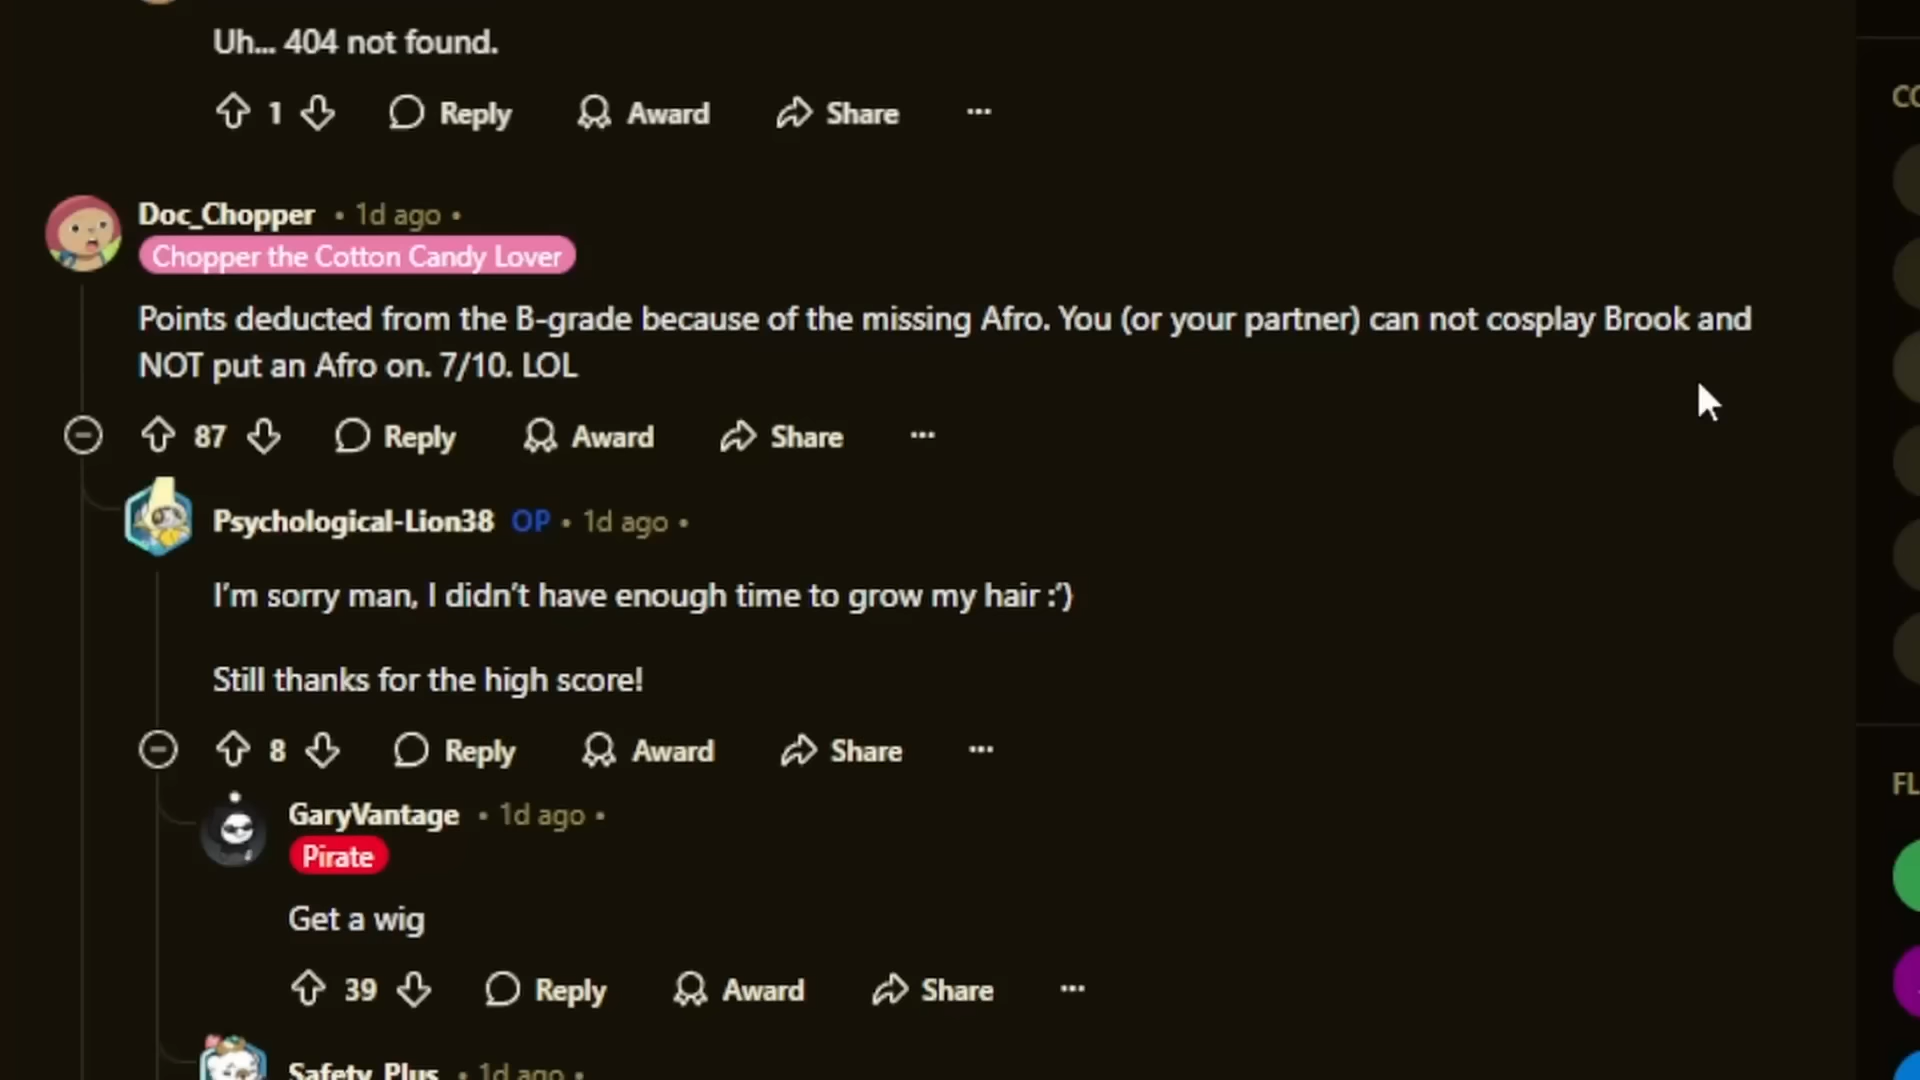 Uh... 404 not found.
1 Reply Award Share ...
Doc_Chopper • 1d ago •
Chopper the Cotton Candy Lover
Points deducted from the B-grade because of the missing Afro. You (or your partner) can not cosplay Brook and
NOT put an Afro on. 7/10. LOL
87 Reply Award Share ...
Psychological-Lion38 OP • 1d ago •
I'm sorry man, I didn't have enough time to grow my hair :')
Still thanks for the high score!
8 Reply Award Share ...
GaryVantage • 1d ago •
Pirate
Get a wig
39 Reply Award Share ...
Safety_Plus • 1d ago •